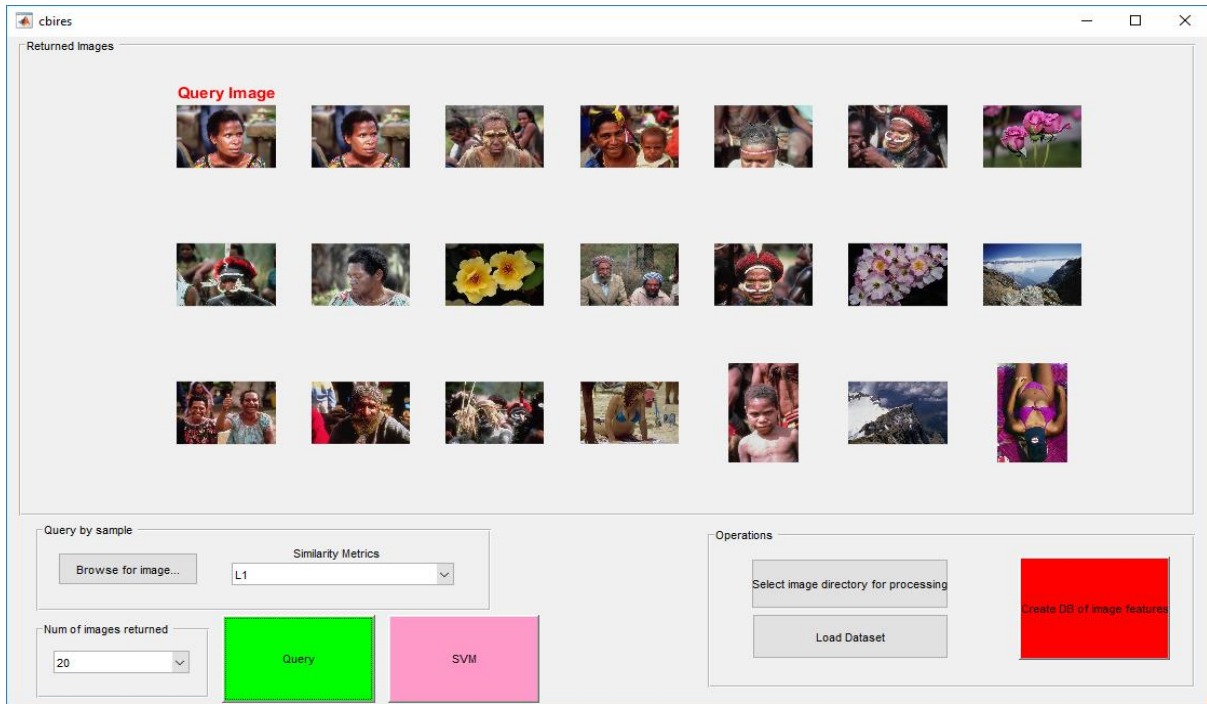 cbires
Returned Images
Query Image
Query by sample
Browse for image...
Similarity Metrics
L1
Num of images returned
20
Query
SVM
Operations
Select image directory for processing
Load Dataset
Create DB of image features